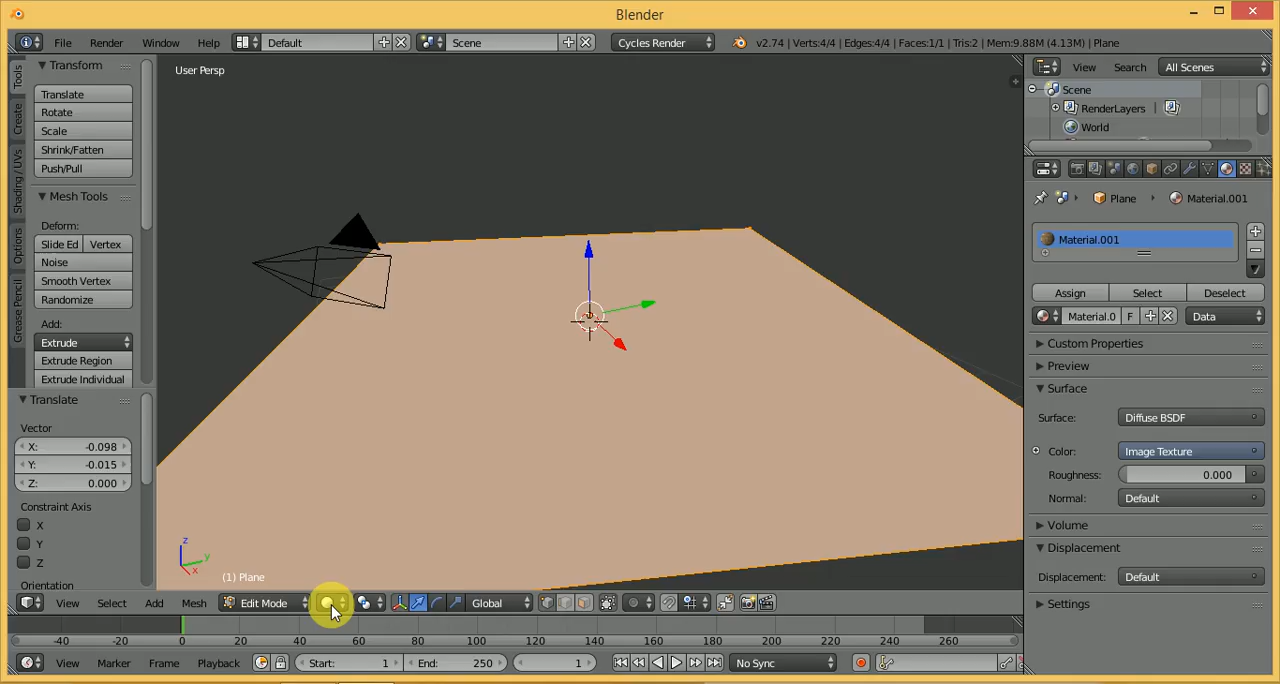 Blender
File Render Window Help Default Scene Cycles Render v2.74 | Verts:4/4 | Edges:4/4 | Faces:1/1 | Tris:2 | Mem:9.88M (4.13M) | Plane
Tools
Create
Shading / UVs
Options
Grease Pencil
Transform
Translate
Rotate
Scale
Shrink/Fatten
Push/Pull
Mesh Tools
Deform:
Slide Ed Vertex
Noise
Smooth Vertex
Randomize
Add:
Extrude
Extrude Region
Extrude Individual
Translate
Vector
X: -0.098
Y: -0.015
Z: 0.000
Constraint Axis
X
Y
Z
Orientation
User Persp
z
y
x
(1) Plane
View Select Add Mesh Edit Mode Global
-40 -20 0 20 40 60 80 100 120 140 160 180 200 220 240 260
View Marker Frame Playback Start: 1 End: 250 1 No Sync
View Search All Scenes
Scene
RenderLayers |
World
Plane Material.001
Material.001
Assign Select Deselect
Material.0 F Data
Custom Properties
Preview
Surface
Surface: Diffuse BSDF
Color: Image Texture
Roughness: 0.000
Normal: Default
Volume
Displacement
Displacement: Default
Settings